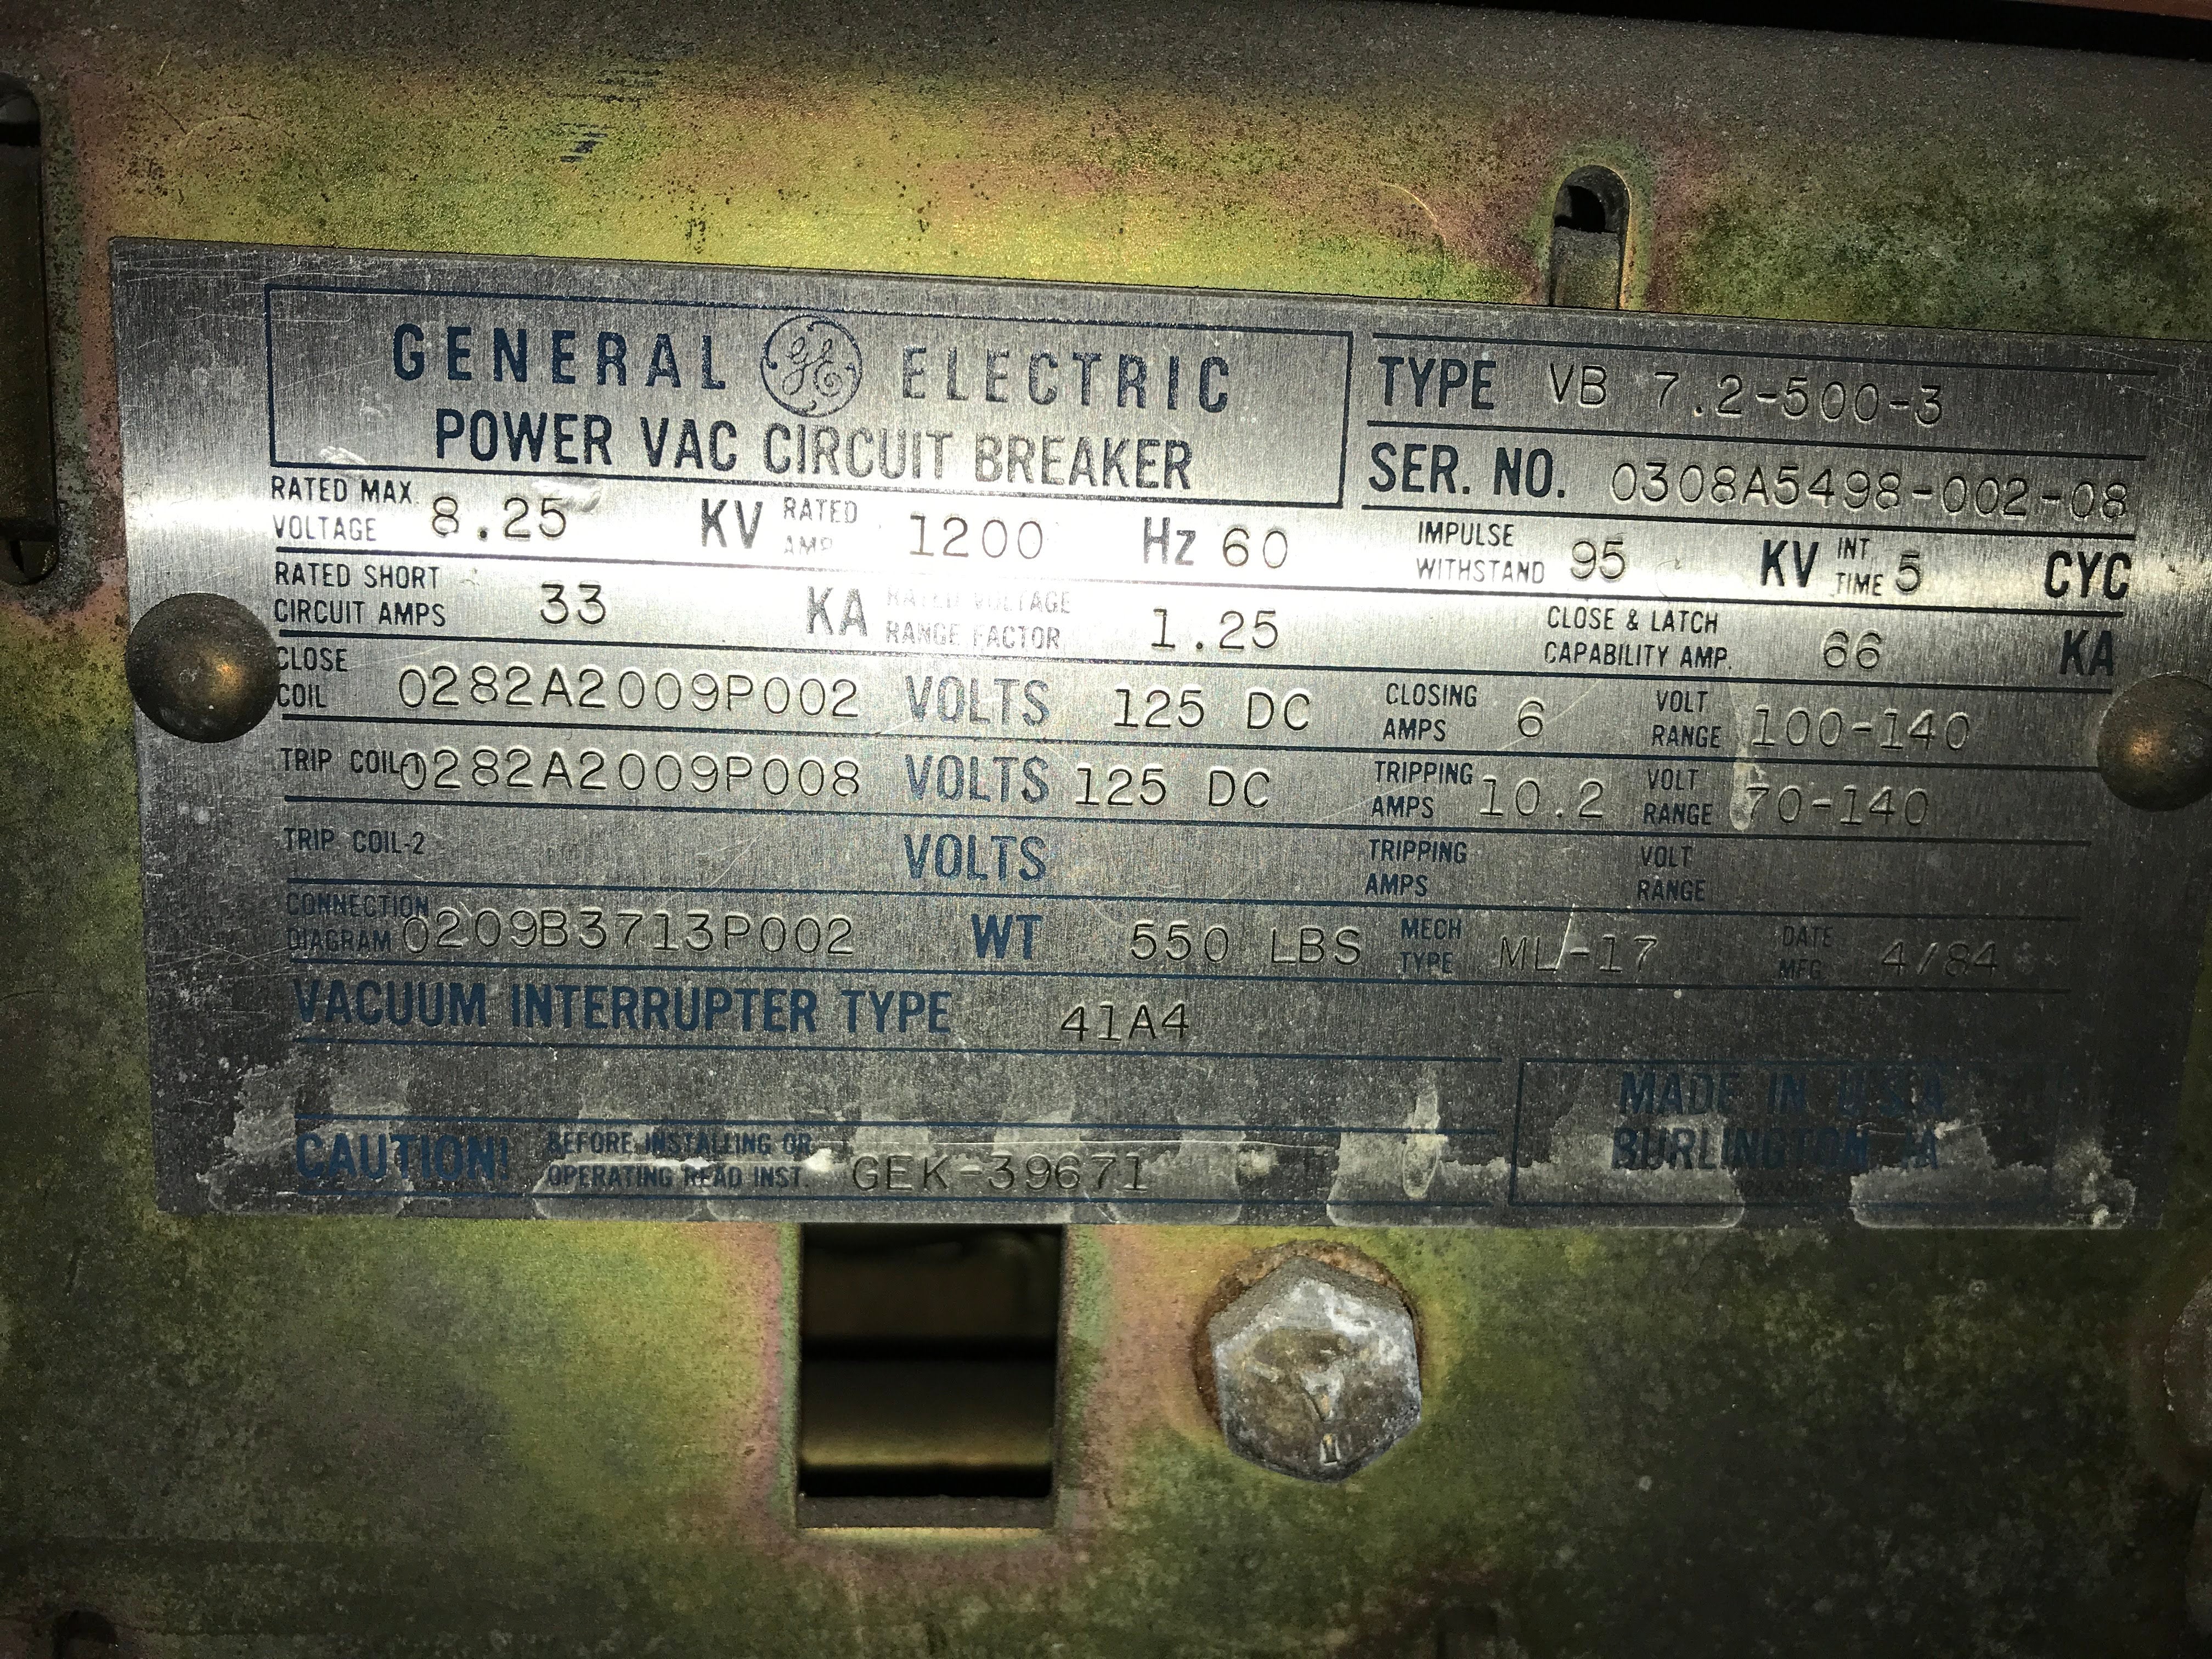 GENERAL GE ELECTRIC
POWER VAC CIRCUIT BREAKER
TYPE VB 7.2-500-3
SER. NO. 0308A5498-002-08
RATED MAX. VOLTAGE 8.25 KV RATED AMP 1200 Hz 60 IMPULSE WITHSTAND 95 KV INT TIME 5 CYC
RATED SHORT CIRCUIT AMPS 33 KA RATED VOLTAGE RANGE FACTOR 1.25 CLOSE & LATCH CAPABILITY AMP. 66 KA
CLOSE COIL 0282A2009P002 VOLTS 125 DC CLOSING AMPS 6 VOLT RANGE 100-140
TRIP COIL 0282A2009P008 VOLTS 125 DC TRIPPING AMPS 10.2 VOLT RANGE 70-140
TRIP COIL-2 VOLTS TRIPPING AMPS VOLT RANGE
CONNECTION DIAGRAM 0209B3713P002 WT 550 LBS MECH TYPE ML-17 DATE MFG 4/84
VACUUM INTERRUPTER TYPE 41A4
CAUTION! BEFORE INSTALLING OR OPERATING READ INST. GEK-39671
MADE IN U.S.A
BURLINGTON